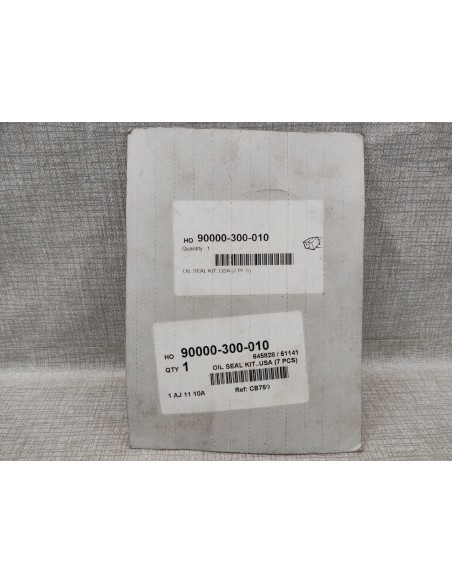 HO 90000-300-010
Quantity : 1
OIL SEAL KIT. USA (7 PCS)
HO 90000-300-010
645828 / 51141
QTY 1 OIL SEAL KIT..USA (7 PCS)
1 AJ 11 10A
Ref: CB750